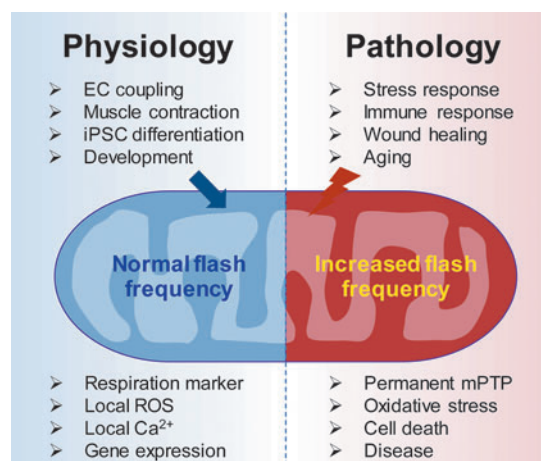 Physiology
➢ EC coupling
➢ Muscle contraction
➢ iPSC differentiation
➢ Development
Pathology
➢ Stress response
➢ Immune response
➢ Wound healing
➢ Aging
Normal flash
frequency
Increased flash
frequency
➢ Respiration marker
➢ Local ROS
➢ Local Ca²⁺
➢ Gene expression
➢ Permanent mPTP
➢ Oxidative stress
➢ Cell death
➢ Disease